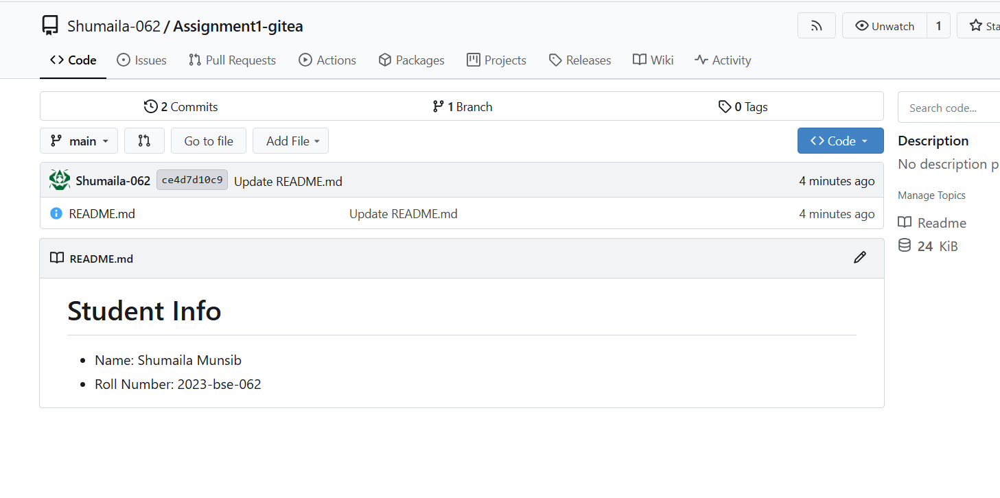 Shumaila-062 / Assignment1-gitea
Unwatch 1
Sta
Code Issues Pull Requests Actions Packages Projects Releases Wiki Activity
2 Commits 1 Branch 0 Tags
Search code...
main Go to file Add File Code
Description
No description p
Shumaila-062 ce4d7d10c9 Update README.md 4 minutes ago
Manage Topics
README.md Update README.md 4 minutes ago
Readme
24 KiB
README.md
Student Info
Name: Shumaila Munsib
Roll Number: 2023-bse-062